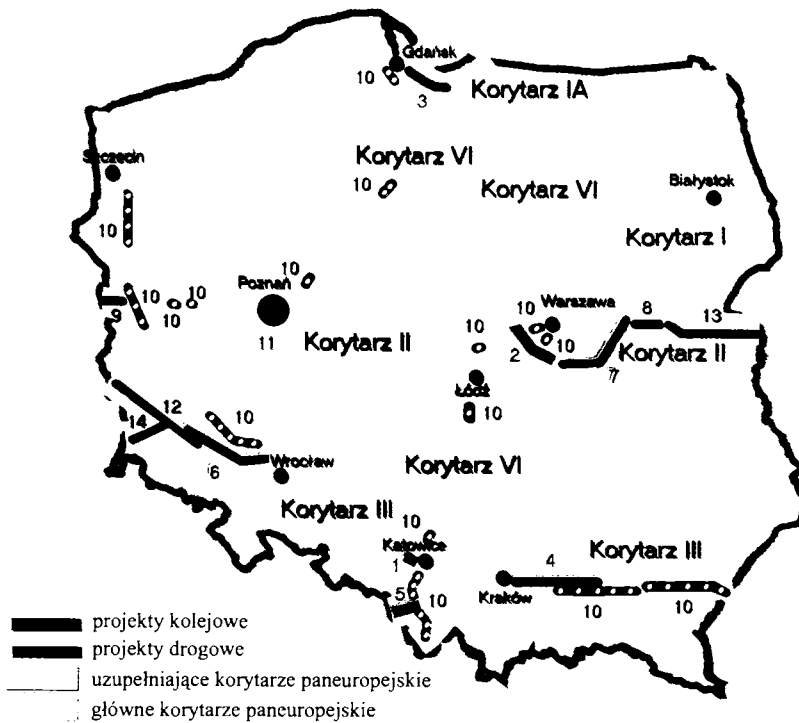 Gdańsk
10
3
Korytarz IA
Szczecin
Korytarz VI
10
Korytarz VI
Białystok
10
Korytarz I
10
Poznań
10
10
10
9
11
Korytarz II
10
Warszawa
8
13
10
2
10
7
Korytarz II
Łódź
10
12
10
14
6
Wrocław
Korytarz VI
Korytarz III
10
Katowice
1
5
10
Korytarz III
4
Kraków
10
10
projekty kolejowe
projekty drogowe
uzupełniające korytarze paneuropejskie
główne korytarze paneuropejskie